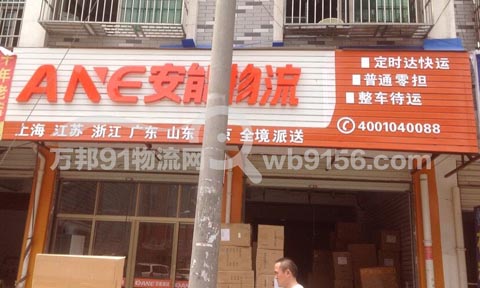 ANE安能物流
定时达快运
普通零担
整车待运
4001040088
上海 江苏 浙江 广东 山东 京 全境派送
万邦91物流网 wb9156.com
ANE